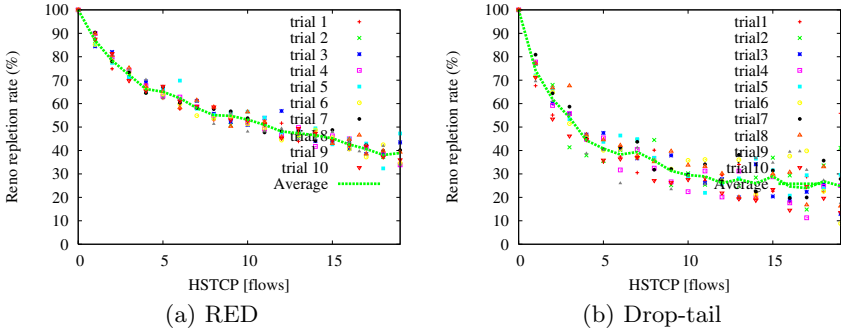 100
90
80
70
60
50
40
30
20
10
0
Reno repletion rate (%)
0 5 10 15
HSTCP [flows]
trial 1
trial 2
trial 3
trial 4
trial 5
trial 6
trial 7
trial 8
trial 9
trial 10
Average
(a) RED
100
90
80
70
60
50
40
30
20
10
0
Reno repletion rate (%)
0 5 10 15
HSTCP [flows]
trial1
trial2
trial3
trial4
trial5
trial6
trial7
trial8
trial9
trial10
Average
(b) Drop-tail